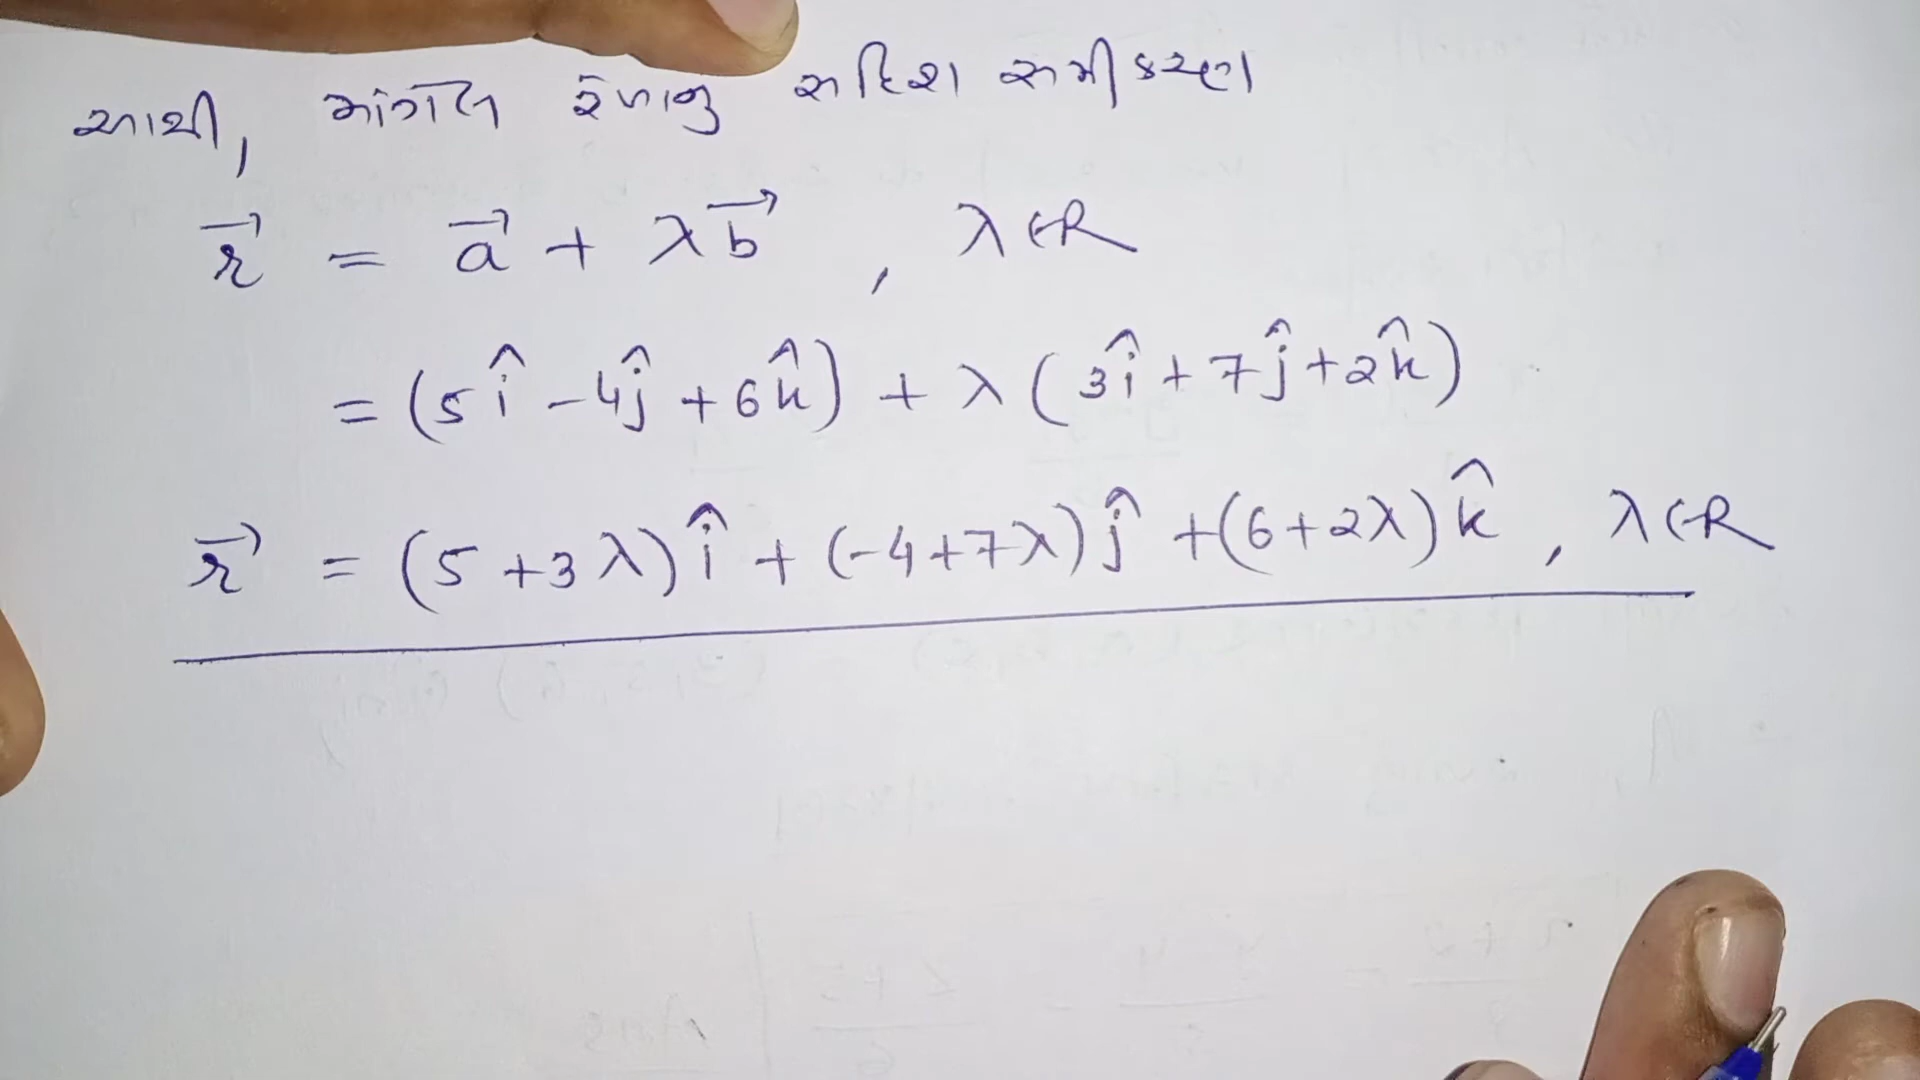 આથી, માંગેલ રેખાનુ સદિશ સમીકરણ
r⃗ = a⃗ + λb⃗ , λ∈R
= (5î − 4ĵ + 6k̂) + λ(3î + 7ĵ + 2k̂)
r⃗ = (5 + 3λ)î + (−4 + 7λ)ĵ + (6 + 2λ)k̂ , λ∈R